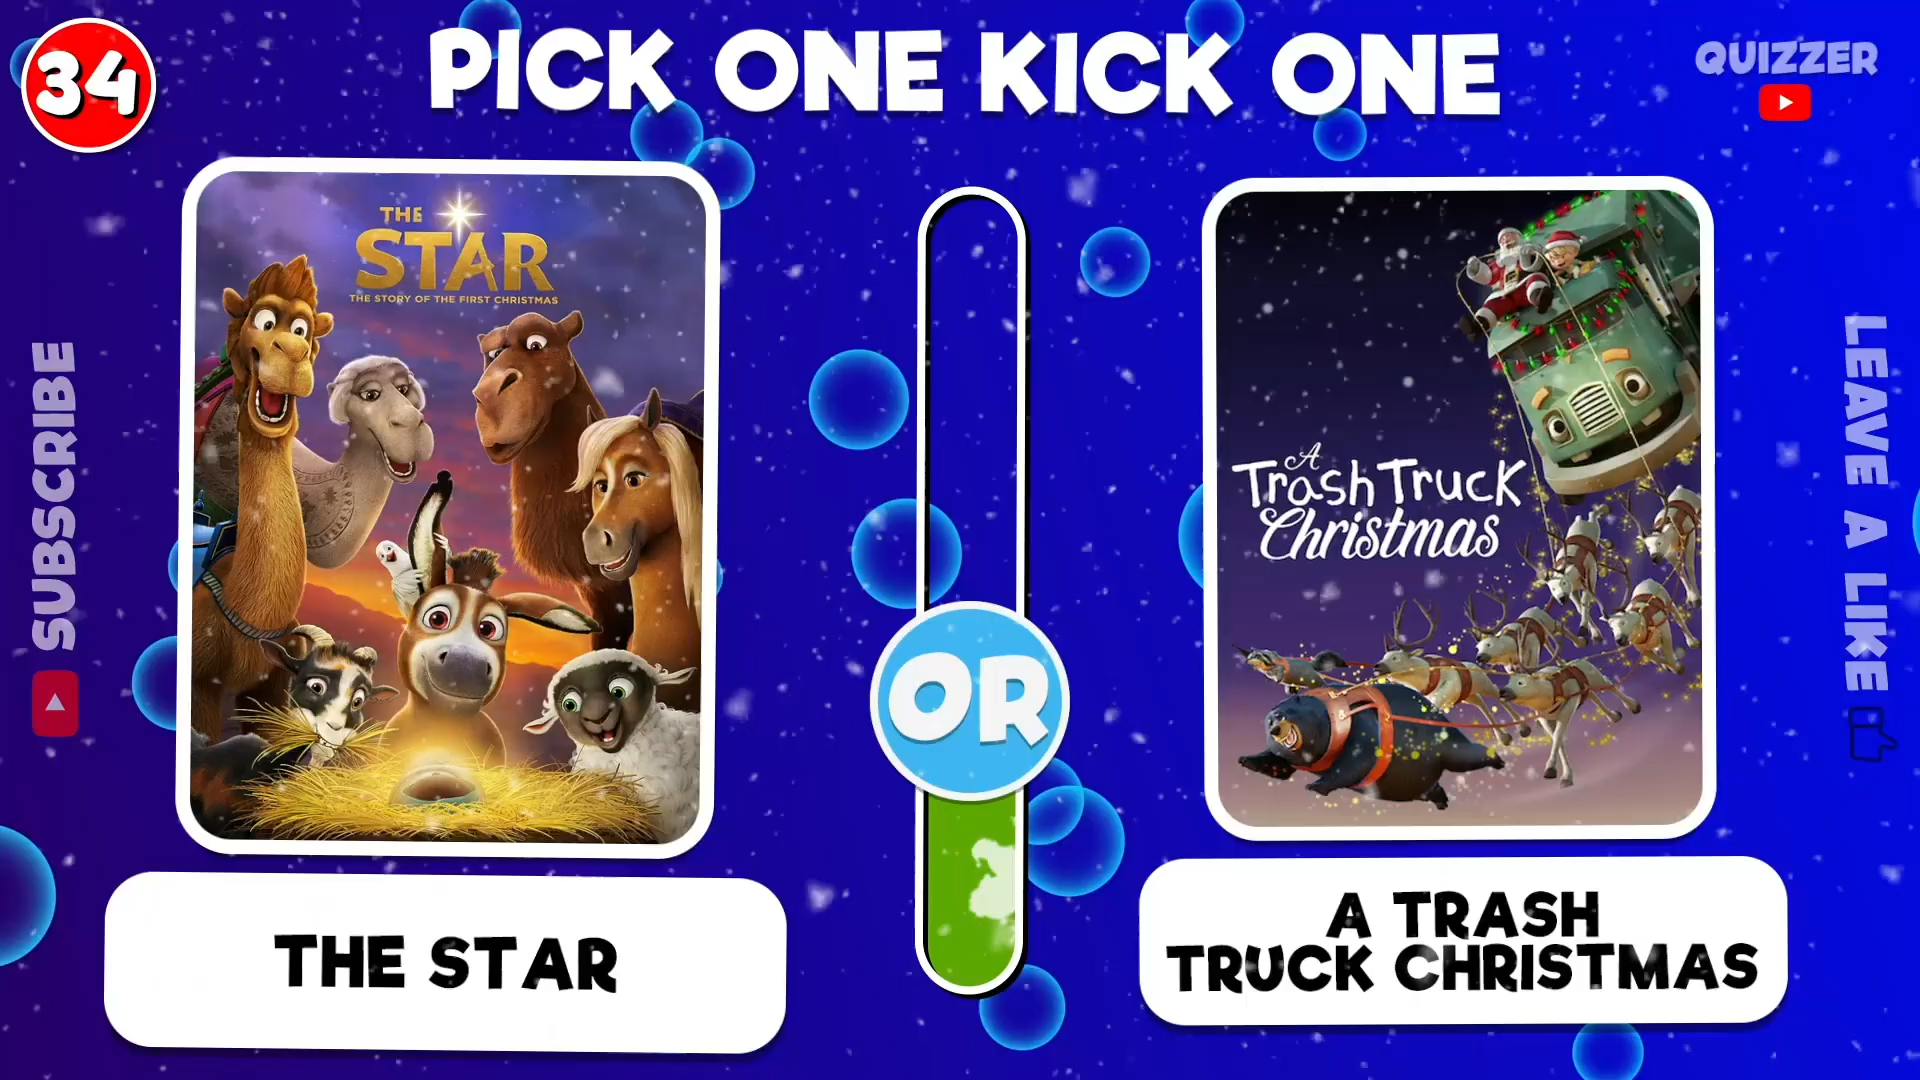 34
PICK ONE KICK ONE
QUIZZER
SUBSCRIBE
THE
STAR
THE STORY OF THE FIRST CHRISTMAS
OR
A
Trash Truck
Christmas
LEAVE A LIKE
THE STAR
A TRASH
TRUCK CHRISTMAS